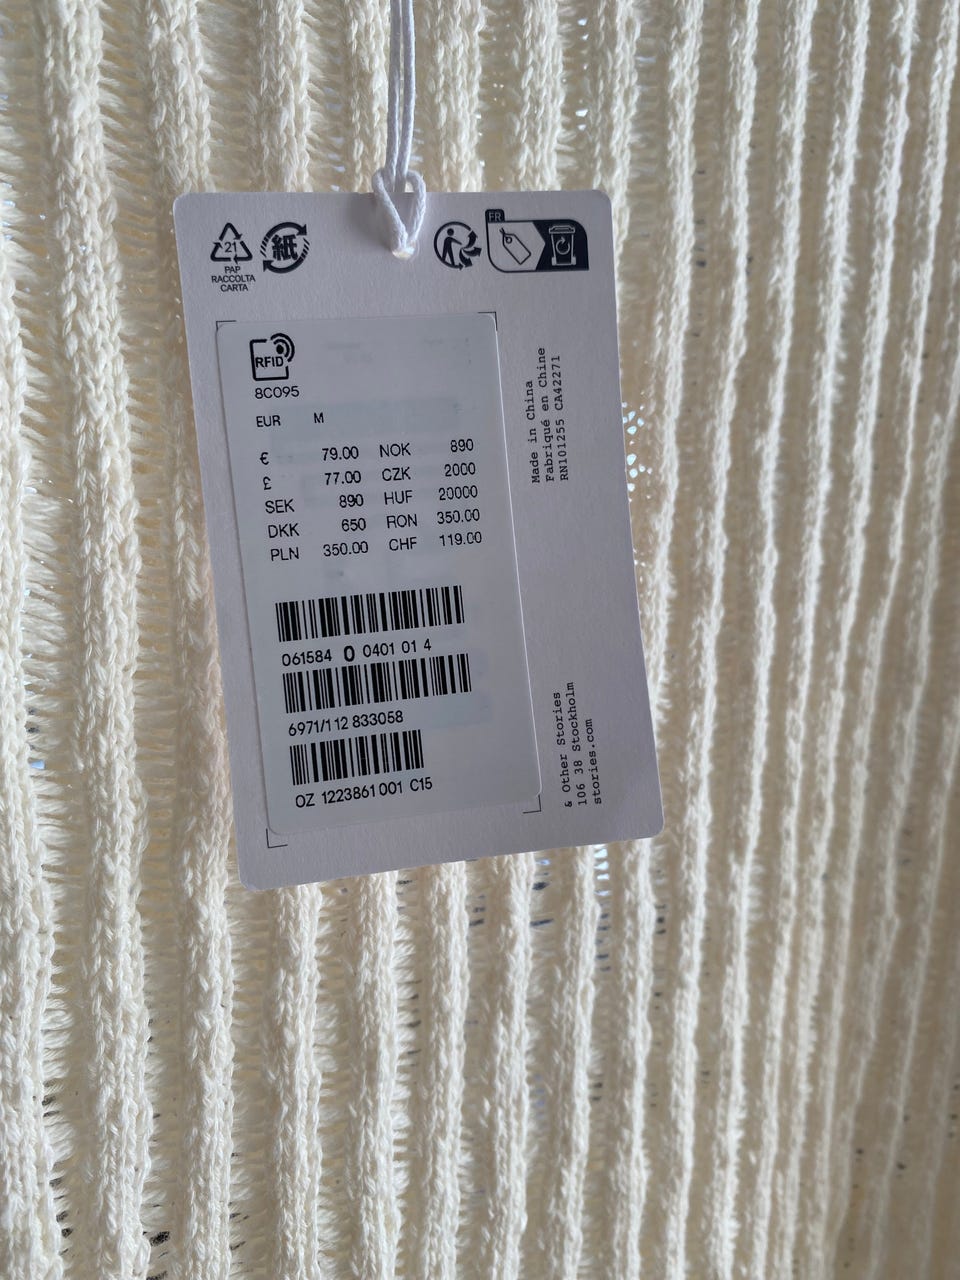 21
PAP
RACCOLTA
CARTA
紙
FR
RFID
8C095
EUR M
€ 79.00 NOK 890
£ 77.00 CZK 2000
SEK 890 HUF 20000
DKK 650 RON 350.00
PLN 350.00 CHF 119.00
061584 0 0401 01 4
6971/112 833058
OZ 1223861 001 C15
Made in China
Fabriqué en Chine
RN101255 CA42271
& Other Stories
106 38 Stockholm
stories.com